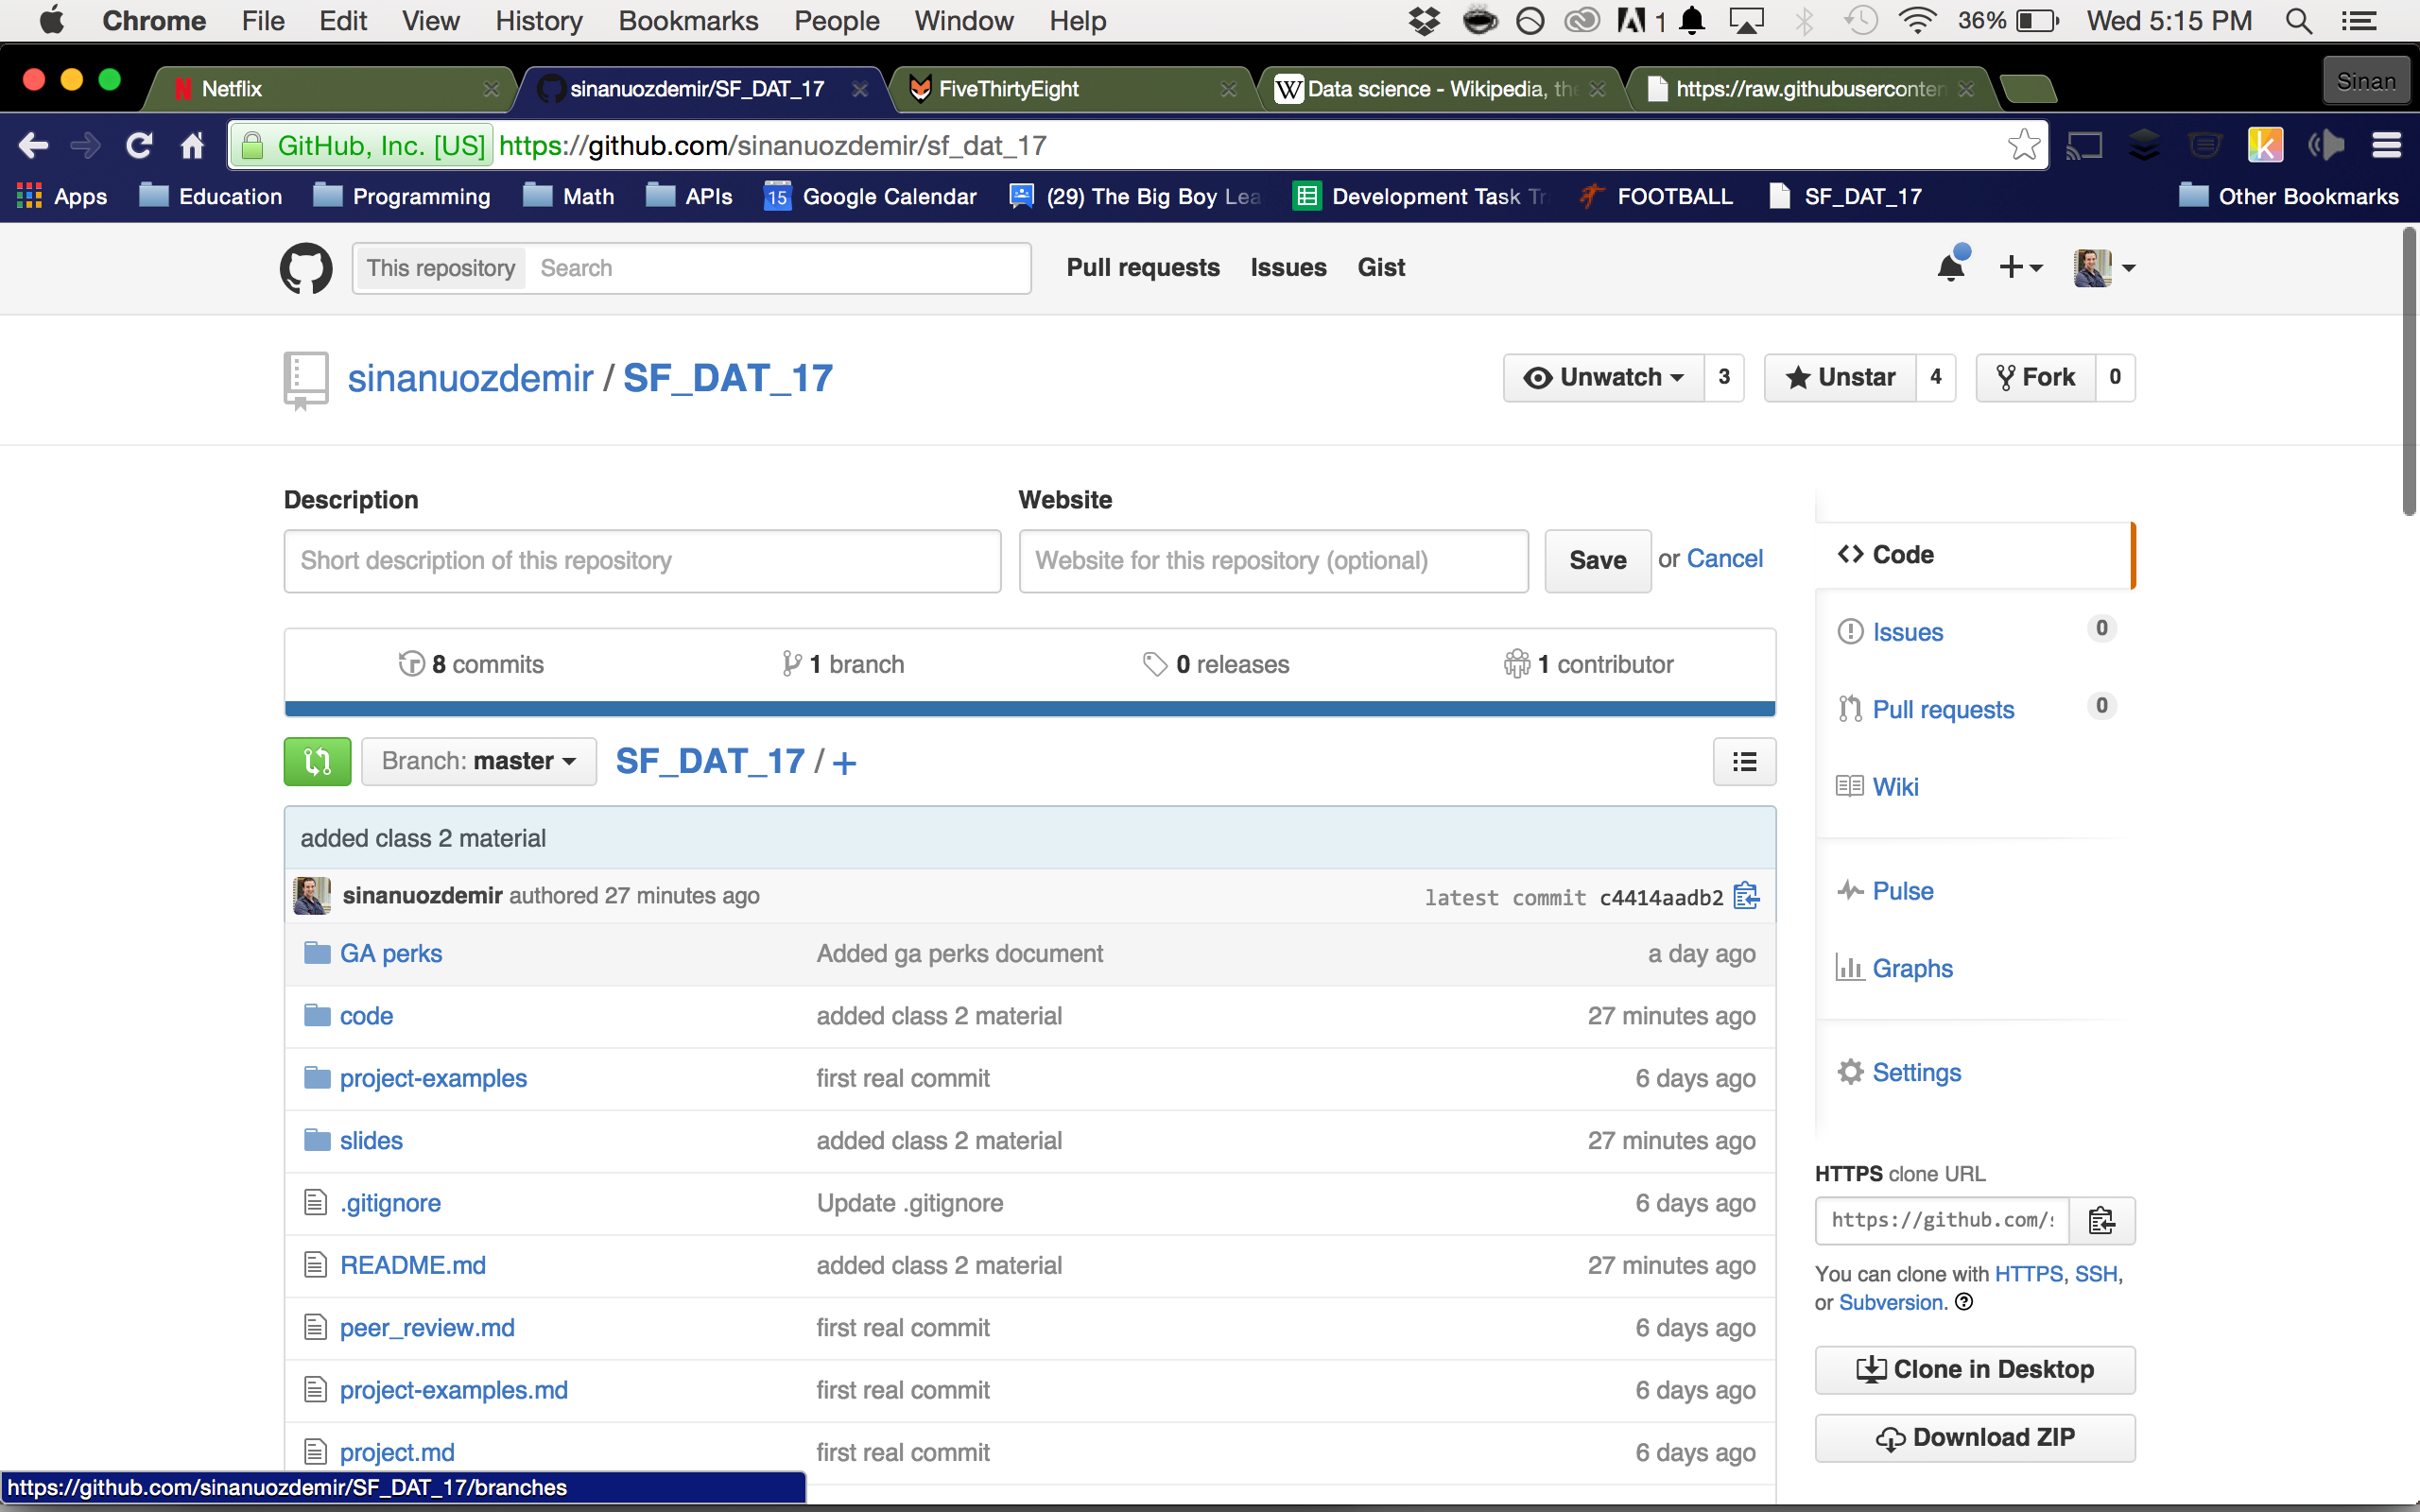 Chrome File Edit View History Bookmarks People Window Help 1 36% Wed 5:15 PM
Netflix sinanuozdemir/SF_DAT_17 FiveThirtyEight W Data science - Wikipedia, the https://raw.githubuserconten Sinan
GitHub, Inc. [US] https://github.com/sinanuozdemir/sf_dat_17
Apps Education Programming Math APIs 15 Google Calendar (29) The Big Boy Lea Development Task Tr FOOTBALL SF_DAT_17 Other Bookmarks
This repository Search Pull requests Issues Gist
sinanuozdemir / SF_DAT_17 Unwatch 3 Unstar 4 Fork 0
Description Website
Short description of this repository Website for this repository (optional) Save or Cancel
8 commits 1 branch 0 releases 1 contributor
Branch: master SF_DAT_17 / +
added class 2 material
sinanuozdemir authored 27 minutes ago latest commit c4414aadb2
GA perks Added ga perks document a day ago
code added class 2 material 27 minutes ago
project-examples first real commit 6 days ago
slides added class 2 material 27 minutes ago
.gitignore Update .gitignore 6 days ago
README.md added class 2 material 27 minutes ago
peer_review.md first real commit 6 days ago
project-examples.md first real commit 6 days ago
project.md first real commit 6 days ago
Code
Issues 0
Pull requests 0
Wiki
Pulse
Graphs
Settings
HTTPS clone URL
https://github.com/s
You can clone with HTTPS, SSH,
or Subversion.
Clone in Desktop
Download ZIP
https://github.com/sinanuozdemir/SF_DAT_17/branches